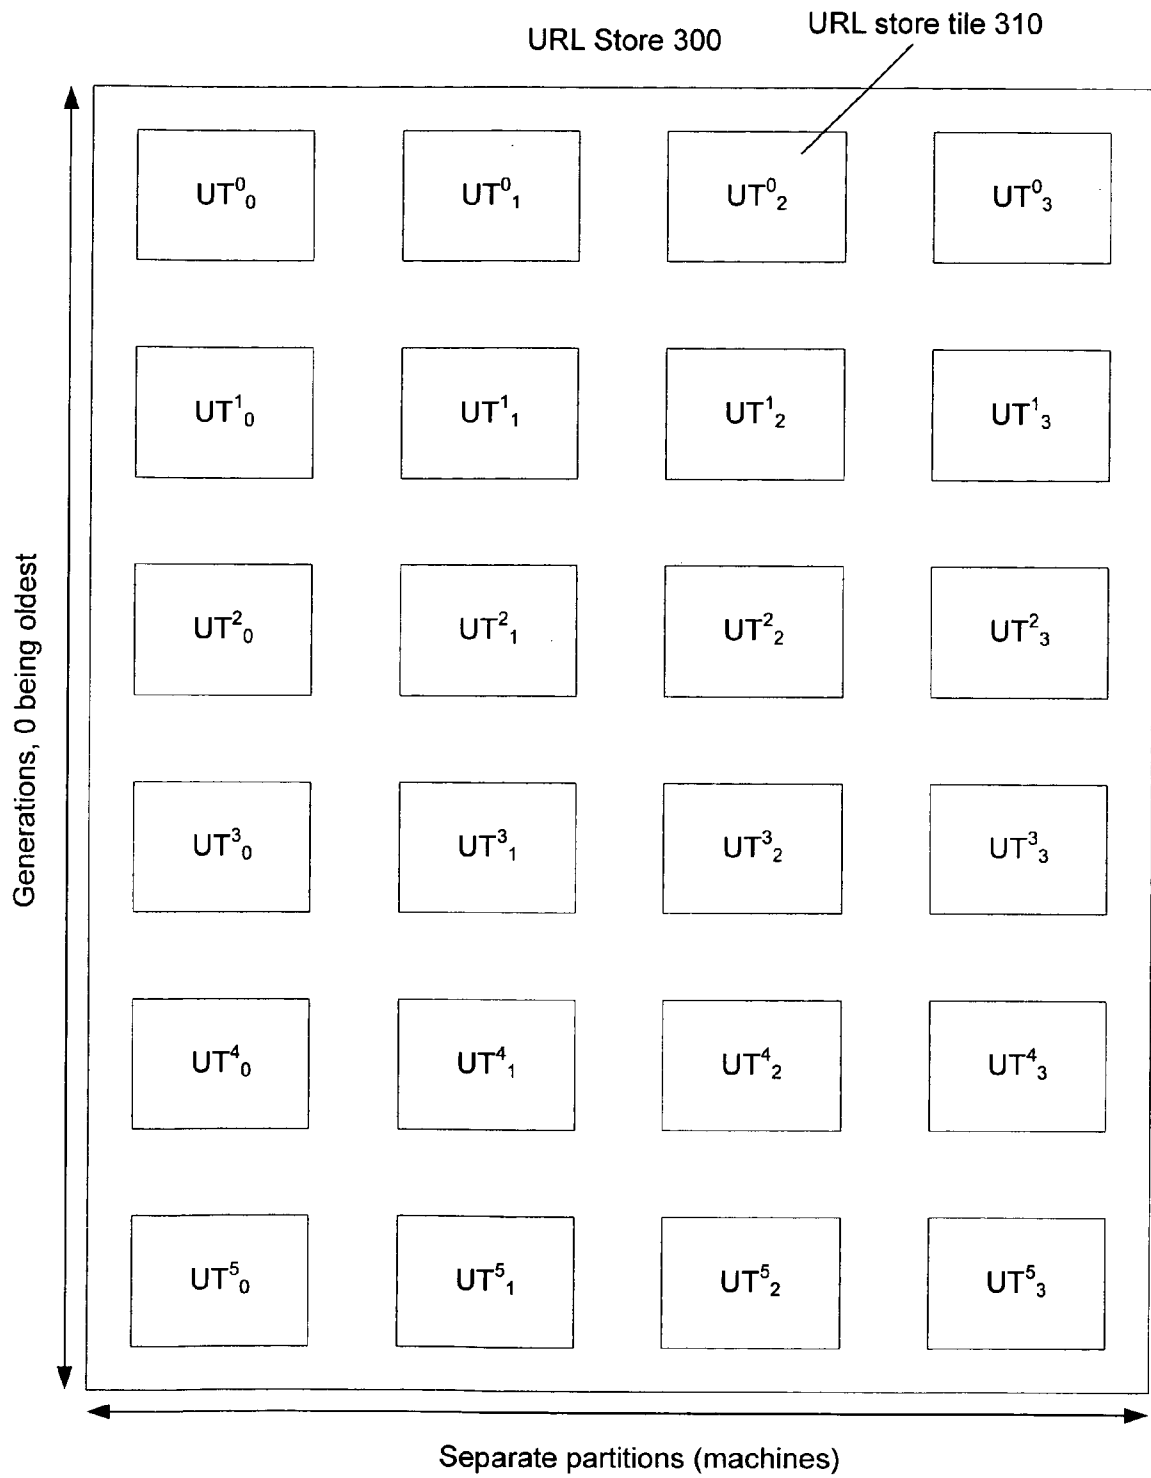 URL Store 300
URL store tile 310
UT⁰₀ UT⁰₁ UT⁰₂ UT⁰₃
UT¹₀ UT¹₁ UT¹₂ UT¹₃
UT²₀ UT²₁ UT²₂ UT²₃
UT³₀ UT³₁ UT³₂ UT³₃
UT⁴₀ UT⁴₁ UT⁴₂ UT⁴₃
UT⁵₀ UT⁵₁ UT⁵₂ UT⁵₃
Generations, 0 being oldest
Separate partitions (machines)